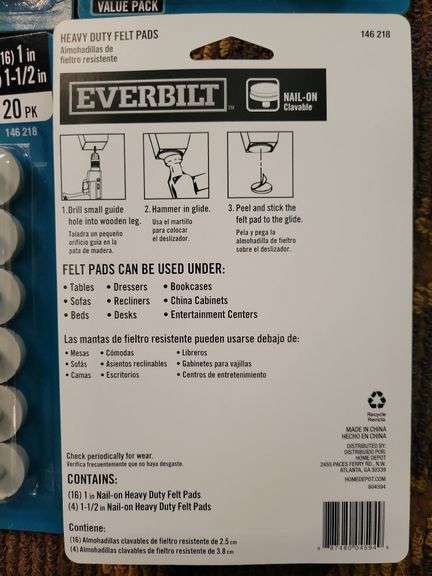 VALUE PACK
(16) 1 in
1-1/2 in
20 PK
146 218
HEAVY DUTY FELT PADS
146 218
Almohadillas de
fieltro resistente
EVERBILT™
NAIL-ON
Clavable
1. Drill small guide
hole into wooden leg.
Taladra un pequeño
orificio guía en la
pata de madera.
2. Hammer in glide.
Usa el martillo
para colocar
el deslizador.
3. Peel and stick the
felt pad to the glide.
Pela y pega la
almohadilla de fieltro
sobre el deslizador.
FELT PADS CAN BE USED UNDER:
• Tables • Dressers • Bookcases
• Sofas • Recliners • China Cabinets
• Beds • Desks • Entertainment Centers
Las mantas de fieltro resistente pueden usarse debajo de:
• Mesas • Cómodas • Libreros
• Sofás • Asientos reclinables • Gabinetes para vajillas
• Camas • Escritorios • Centros de entretenimiento
Recycle
Recicla
MADE IN CHINA
HECHO EN CHINA
DISTRIBUTED BY:
DISTRIBUIDO POR:
HOME DEPOT
2455 PACES FERRY RD., N.W.
ATLANTA, GA 30339
HOMEDEPOT.COM
804594
Check periodically for wear.
Verifica frecuentemente que no haya desgaste.
CONTAINS:
(16) 1 in Nail-on Heavy Duty Felt Pads
(4) 1-1/2 in Nail-on Heavy Duty Felt Pads
Contiene:
(16) Almohadillas clavables de fieltro resistente de 2.5 cm
(4) Almohadillas clavables de fieltro resistente de 3.8 cm